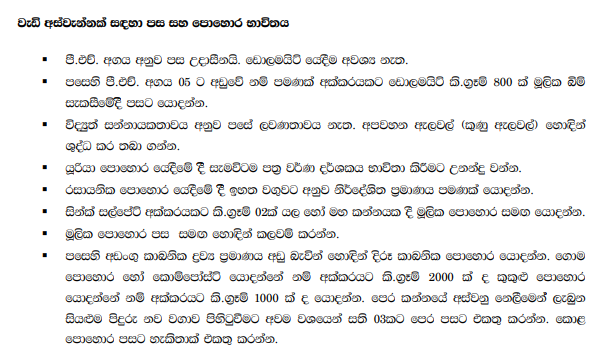 වැඩි අස්වැන්නක් සඳහා පස සහ පොහොර භාවිතය
▪ පී.එච්. අගය අනුව පස උදාසීනයි. ඩොලමයිට් යෙදීම අවශ්‍ය නැත.
▪ පසෙහි පී.එච්. අගය 05 ට අඩුවේ නම් පමණක් අක්කරයකට ඩොලමයිට් කි.ග්‍රෑම් 800 ක් මූලික බිම්
සැකසීමේදී පසට යොදන්න.
▪ විද්‍යුත් සන්නායකතාවය අනුව පසේ ලවණතාවය නැත. අපවහන ඇලවල් (කුණු ඇලවල්) හොඳින්
ශුද්ධ කර තබා ගන්න.
▪ යූරියා පොහොර යෙදීමේ දී සැමවිටම පත්‍ර වර්ණ දර්ශකය භාවිතා කිරීමට උනන්දු වන්න.
▪ රසායනික පොහොර යෙදීමේ දී ඉහත වගුවට අනුව නිර්දේශිත ප්‍රමාණය පමණක් යොදන්න.
▪ සින්ක් සල්පේට් අක්කරයකට කි.ග්‍රෑම් 02ක් යල හෝ මහ කන්නයක දී මූලික පොහොර සමඟ යොදන්න.
▪ මූලික පොහොර පස සමඟ හොඳින් කලවම් කරන්න.
▪ පසෙහි අඩංගු කාබනික ද්‍රව්‍ය ප්‍රමාණය අඩු බැවින් හොඳින් දිරූ කාබනික පොහොර යොදන්න. ගොම
පොහොර හෝ කොම්පෝස්ට් යොදන්නේ නම් අක්කරයට කි.ග්‍රෑම් 2000 ක් ද කුකුළු පොහොර
යොදන්නේ නම් අක්කරයට කි.ග්‍රෑම් 1000 ක් ද යොදන්න. පෙර කන්නයේ අස්වනු නෙලීමෙන් ලැබුන
සියළුම පිදුරු නව වගාව පිහිටුවීමට අවම වශයෙන් සති 03කට පෙර පසට එකතු කරන්න. කොළ
පොහොර පසට හැකිතාක් එකතු කරන්න.